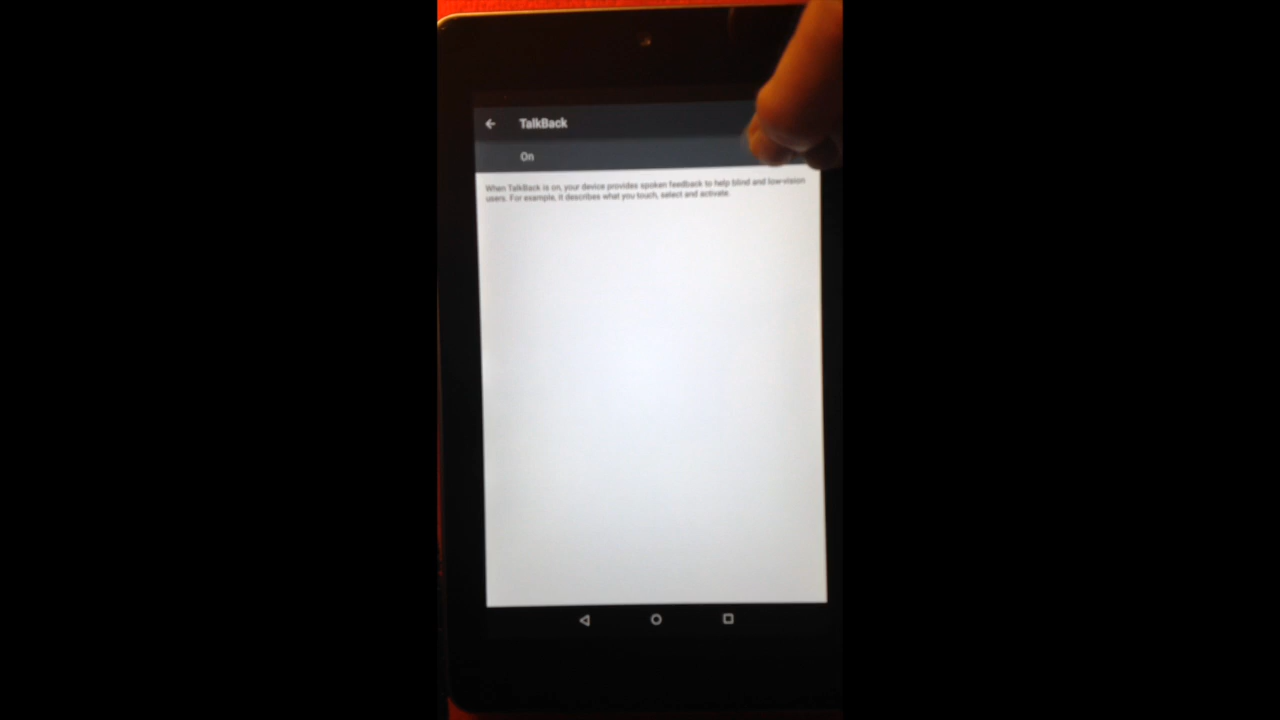 TalkBack
On
When TalkBack is on, your device provides spoken feedback to help blind and low-vision
users. For example, it describes what you touch, select and activate.